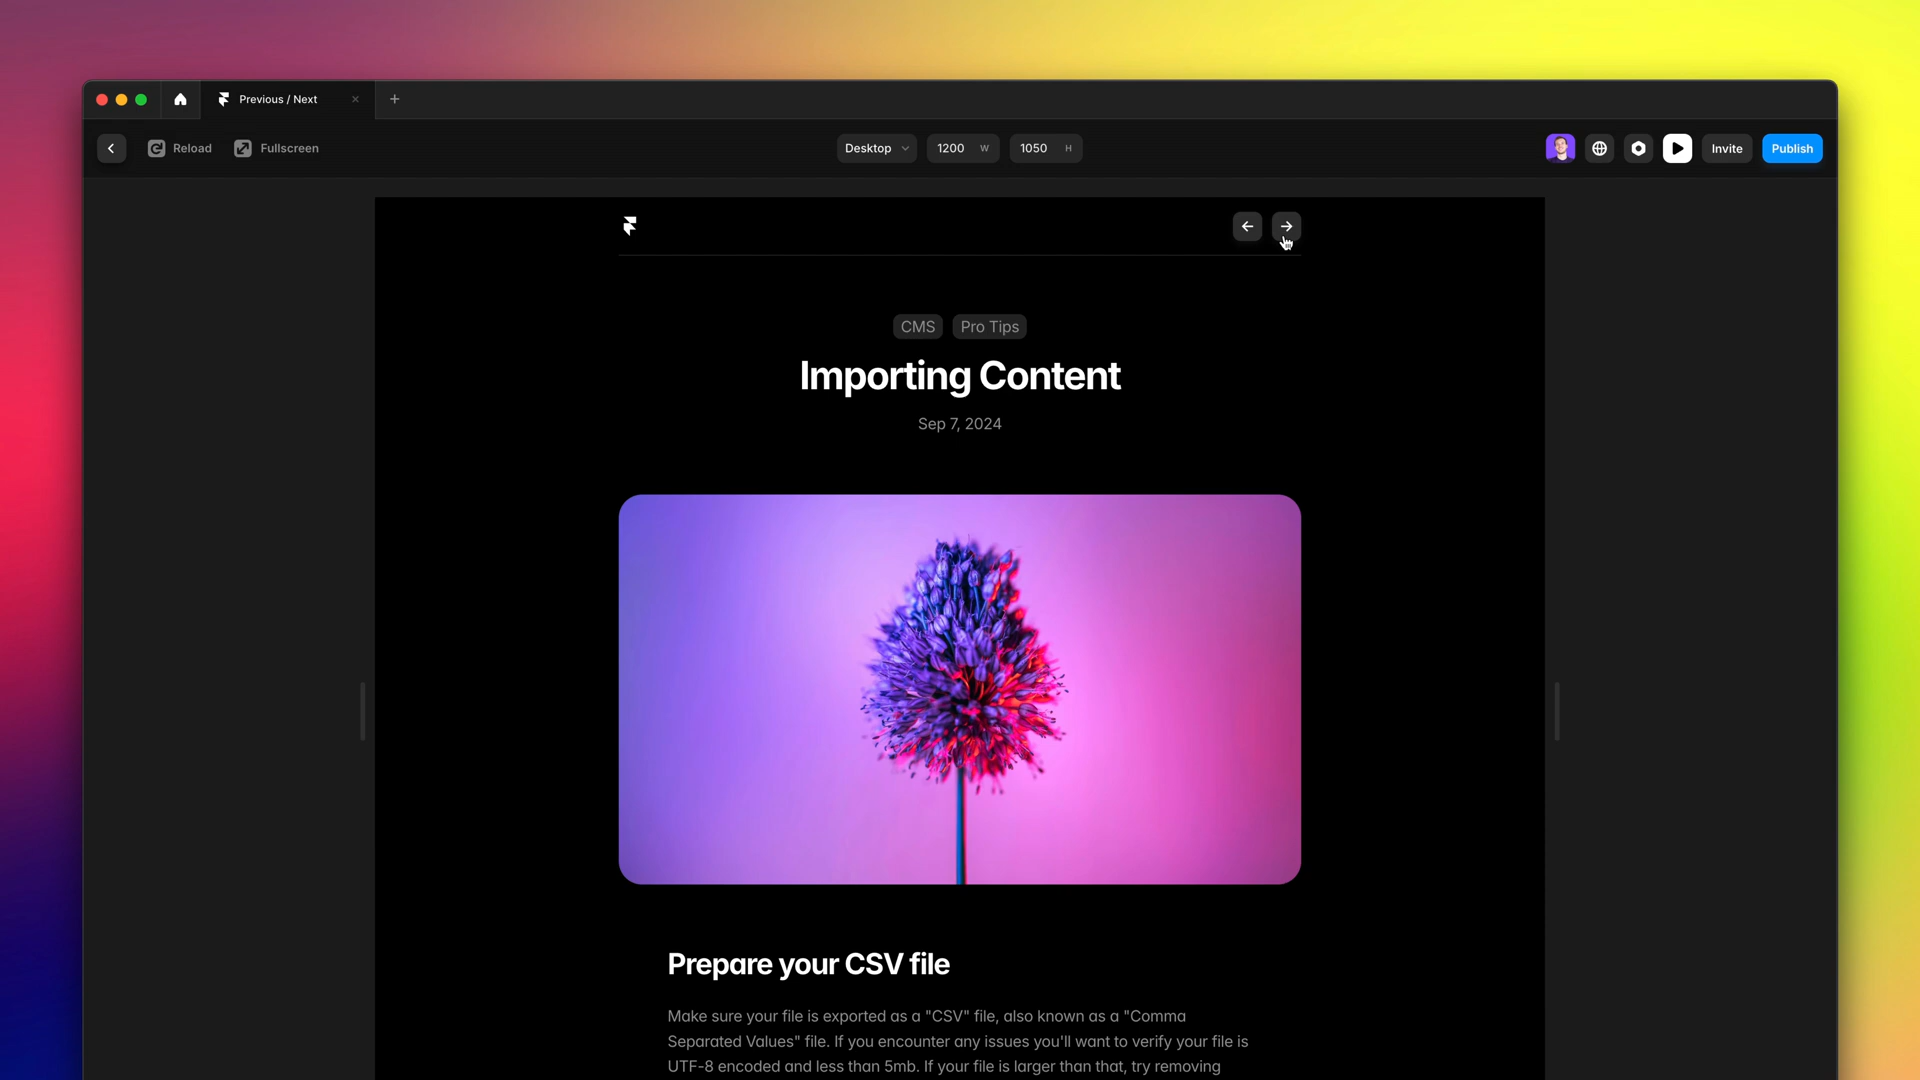 Previous / Next
Reload
Fullscreen
Desktop
1200 W
1050 H
Invite
Publish
CMS
Pro Tips
Importing Content
Sep 7, 2024
Prepare your CSV file
Make sure your file is exported as a "CSV" file, also known as a "Comma
Separated Values" file. If you encounter any issues you'll want to verify your file is
UTF-8 encoded and less than 5mb. If your file is larger than that, try removing